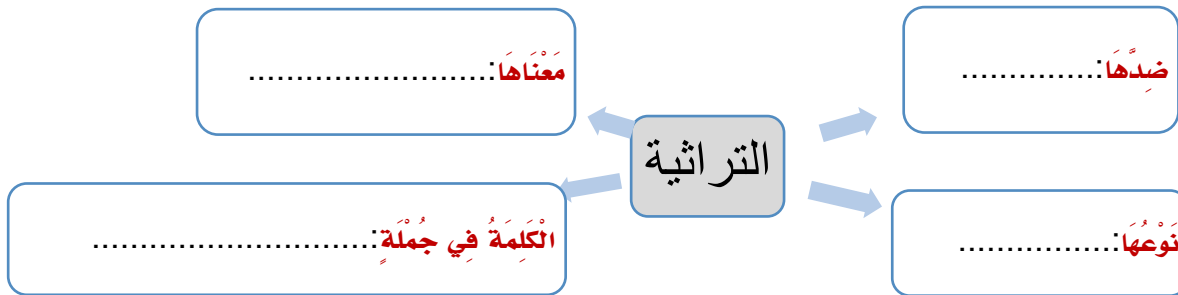 ضِدَّهَا:..............
مَعْنَاهَا:.........................
التراثية
نَوْعُهَا:................
الْكَلِمَةُ فِي جُمْلَةٍ:.............................